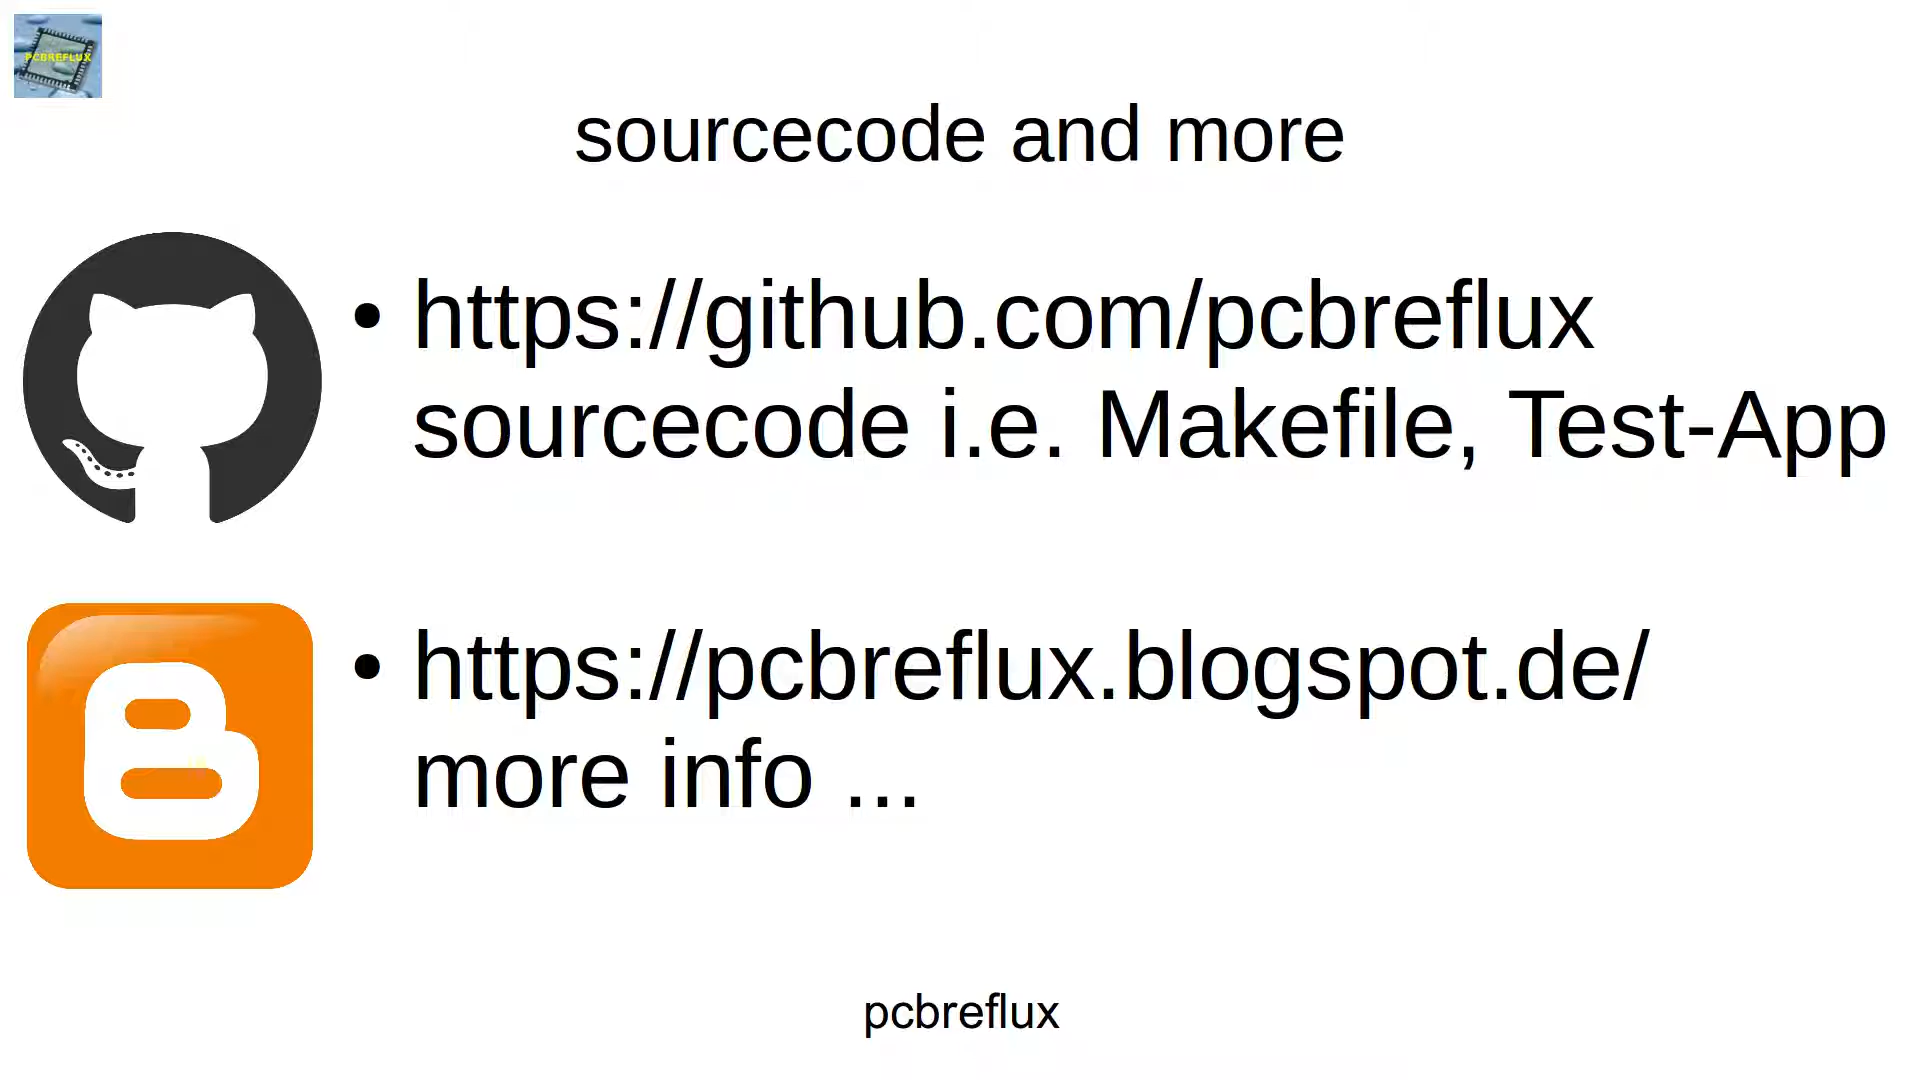 PCBREFLUX
sourcecode and more
• https://github.com/pcbreflux
sourcecode i.e. Makefile, Test-App
• https://pcbreflux.blogspot.de/
more info ...
pcbreflux